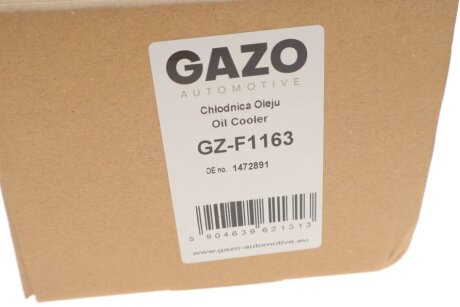 GAZO
AUTOMOTIVE
Chłodnica Oleju
Oil Cooler
GZ-F1163
OE no. 1472891
5 904639 621313
www.gazo-automotive.eu